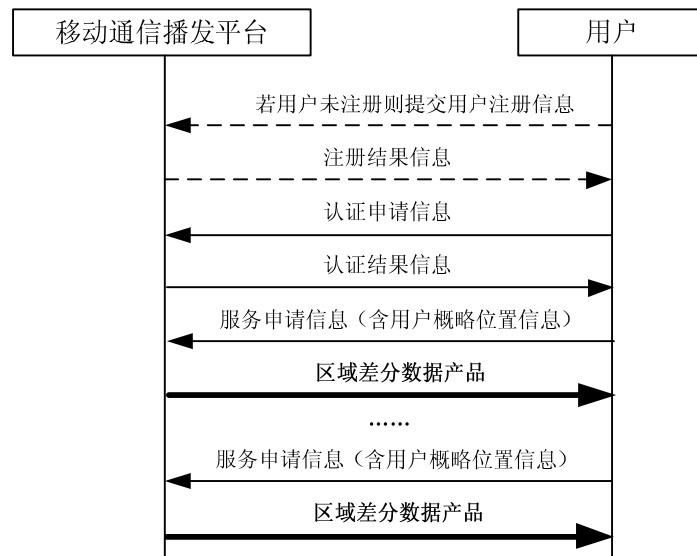 移动通信播发平台
用户
若用户未注册则提交用户注册信息
注册结果信息
认证申请信息
认证结果信息
服务申请信息（含用户概略位置信息）
区域差分数据产品
……
服务申请信息（含用户概略位置信息）
区域差分数据产品